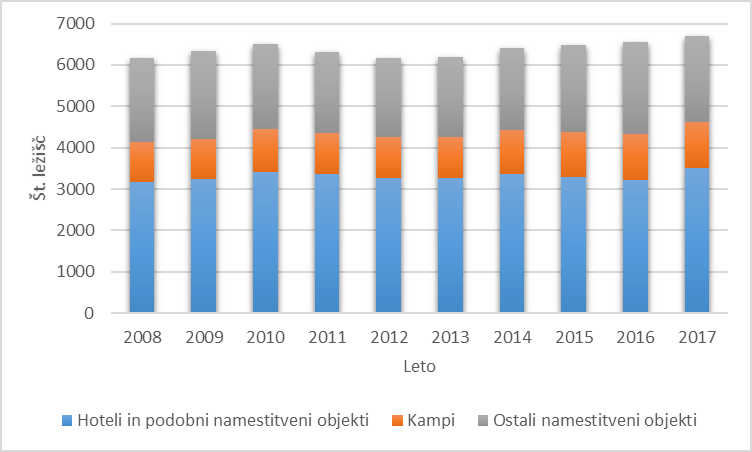 7000
6000
5000
4000
3000
2000
1000
0
Št. ležišč
2008 2009 2010 2011 2012 2013 2014 2015 2016 2017
Leto
Hoteli in podobni namestitveni objekti Kampi Ostali namestitveni objekti